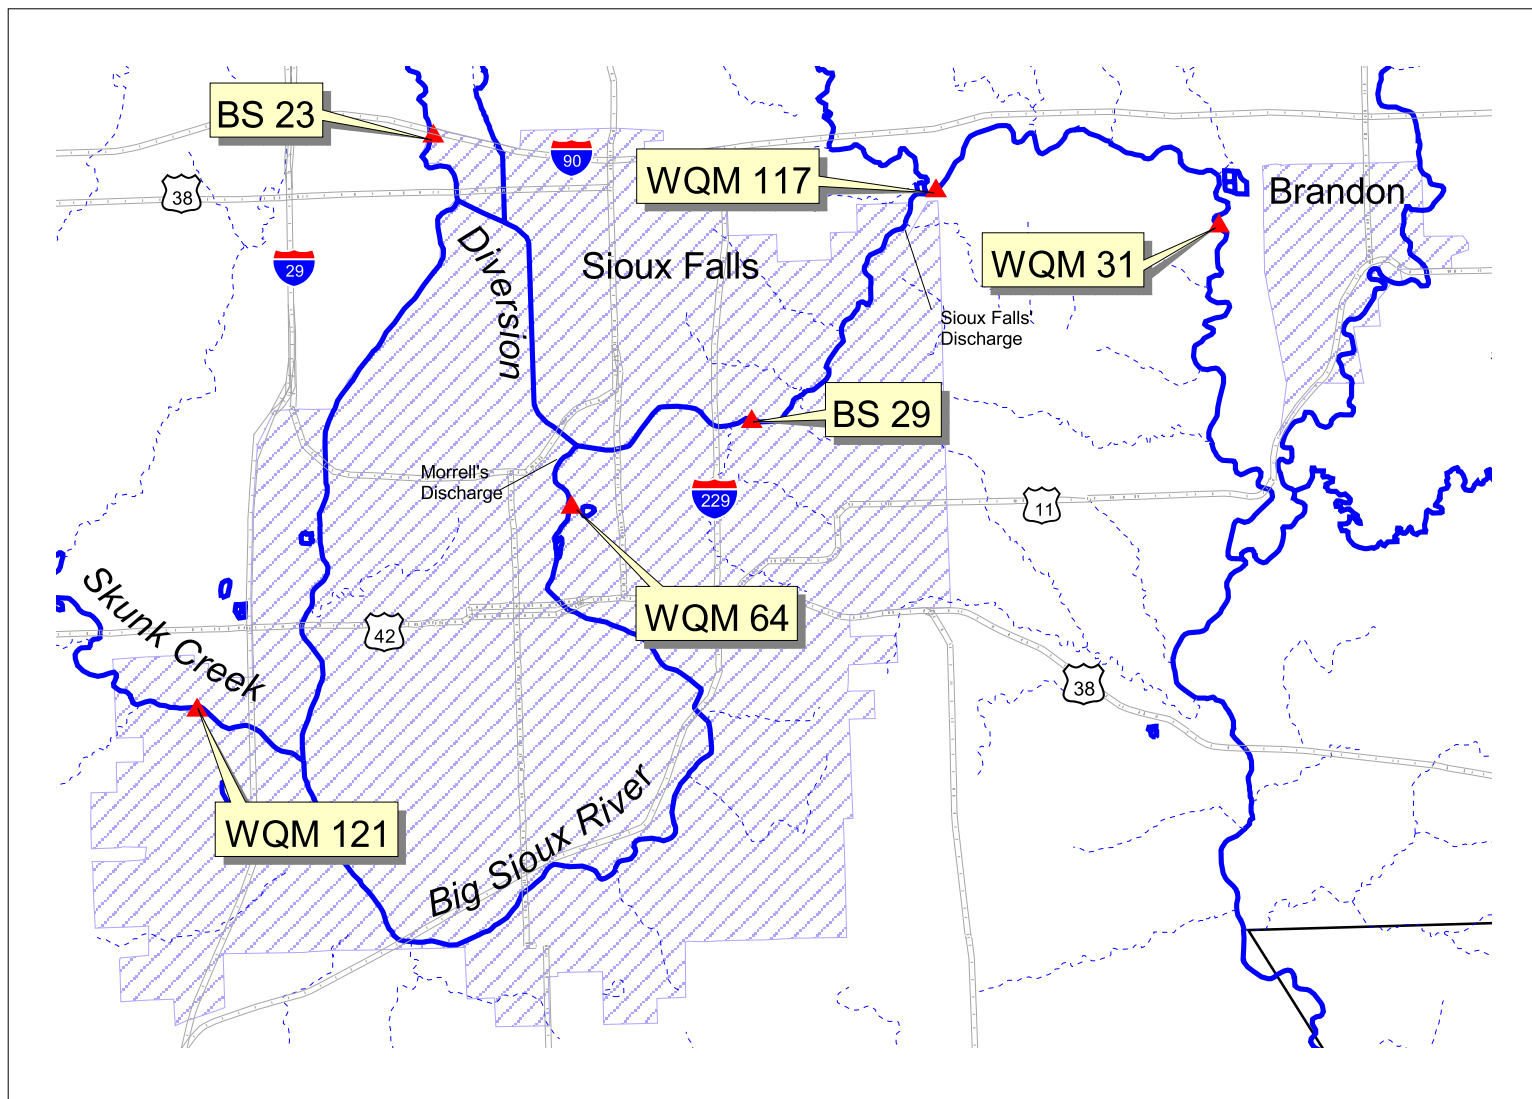 BS 23
90
WQM 117
38
Brandon
Diversion
Sioux Falls
WQM 31
29
Sioux Falls
Discharge
BS 29
Morrell's
Discharge
229
11
Skunk Creek
WQM 64
42
38
WQM 121
Big Sioux River